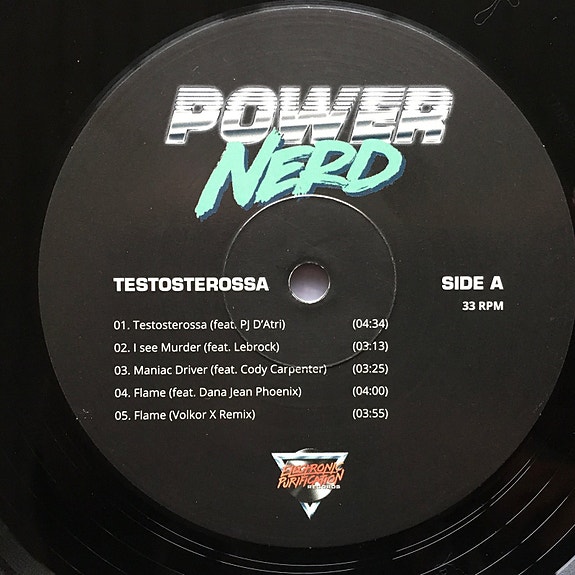 POWER
NERD
TESTOSTEROSSA SIDE A
33 RPM
01. Testosterossa (feat. PJ D'Atri) (04:34)
02. I see Murder (feat. Lebrock) (03:13)
03. Maniac Driver (feat. Cody Carpenter) (03:25)
04. Flame (feat. Dana Jean Phoenix) (04:00)
05. Flame (Volkor X Remix) (03:55)
ELECTRONIC
PURIFICATION
RECORDS